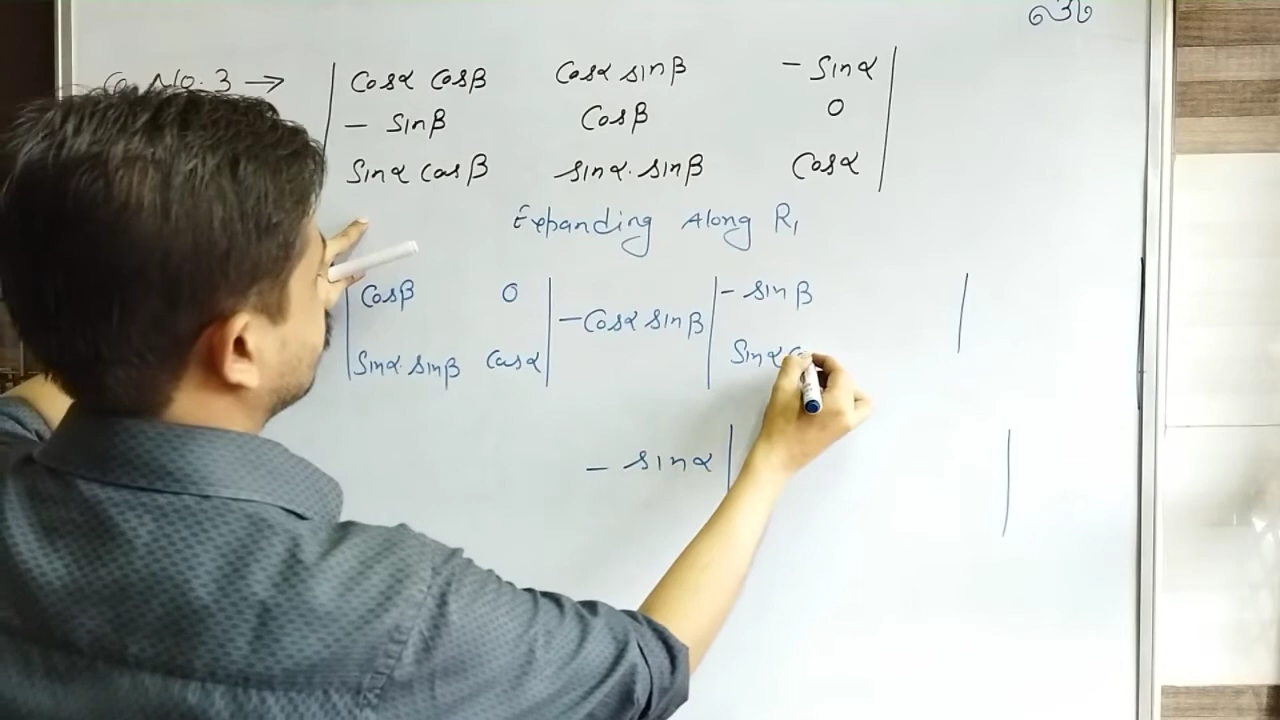 No. 3 → | cosα cosβ cosα sinβ - sinα |
| - sinβ cosβ 0 |
| sinα cosβ sinα. sinβ cosα |
Expanding Along R₁
| cosβ 0 | - cosα sinβ | - sinβ |
| sinα. sinβ cosα | | sinα |
- sinα | |